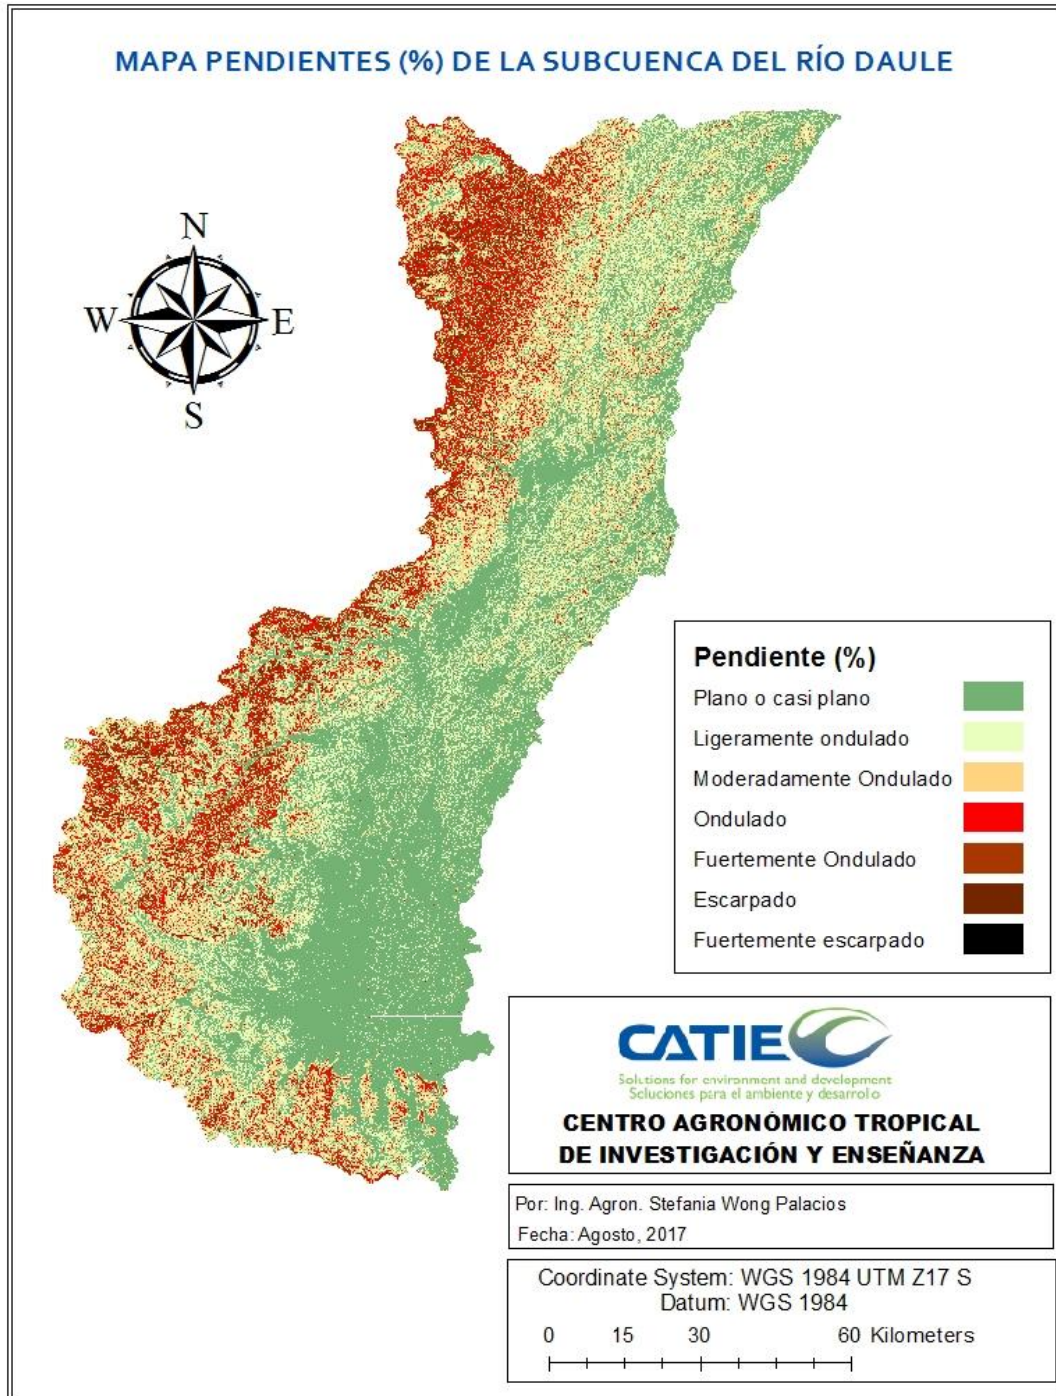 MAPA PENDIENTES (%) DE LA SUBCUENCA DEL RÍO DAULE
N
W E
S
Pendiente (%)
Plano o casi plano
Ligeramente ondulado
Moderadamente Ondulado
Ondulado
Fuertemente Ondulado
Escarpado
Fuertemente escarpado
CATIE
Solutions for environment and development
Soluciones para el ambiente y desarrollo
CENTRO AGRONÓMICO TROPICAL
DE INVESTIGACIÓN Y ENSEÑANZA
Por: Ing. Agron. Stefania Wong Palacios
Fecha: Agosto, 2017
Coordinate System: WGS 1984 UTM Z17 S
Datum: WGS 1984
0 15 30 60 Kilometers